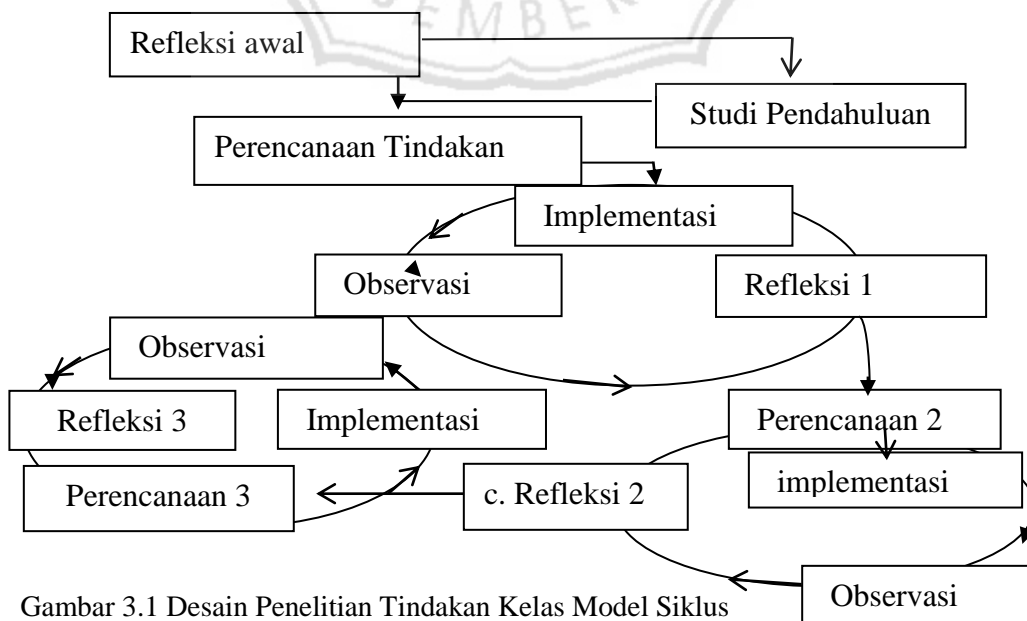 EMBER
Refleksi awal
Studi Pendahuluan
Perencanaan Tindakan
Implementasi
Observasi
Refleksi 1
Observasi
Refleksi 3
Implementasi
Perencanaan 2
Perencanaan 3
c. Refleksi 2
implementasi
Observasi
Gambar 3.1 Desain Penelitian Tindakan Kelas Model Siklus